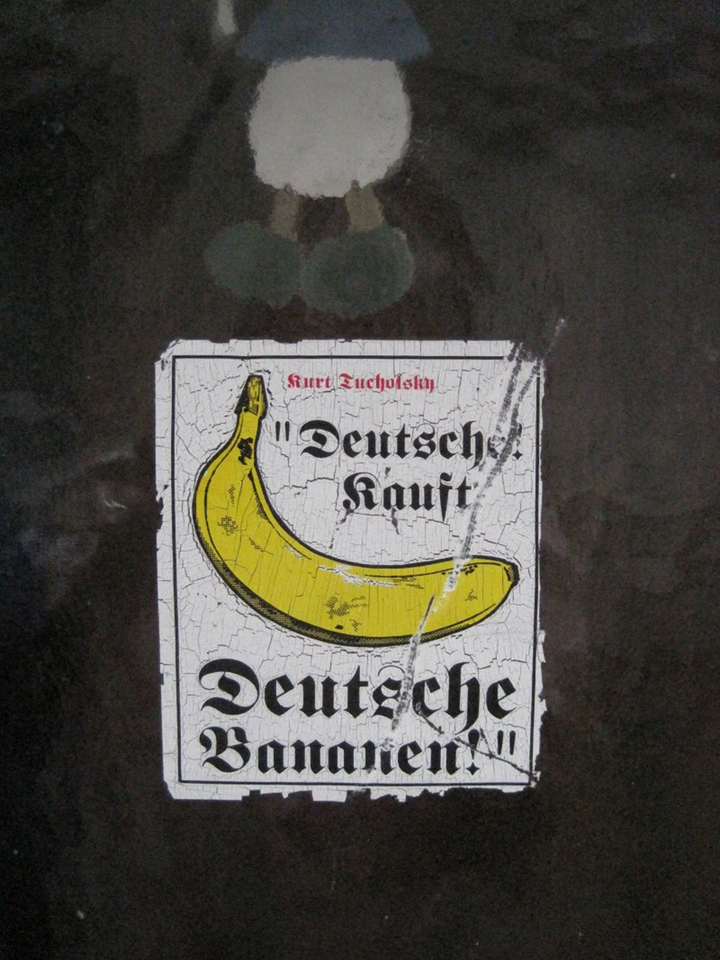 Kurt Tucholsky
"Deutsche!
Kauft
Deutsche
Bananen!"